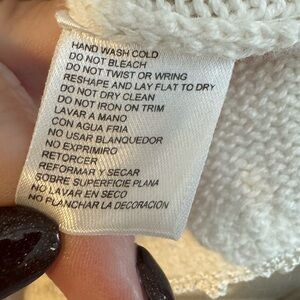 HAND WASH COLD
DO NOT BLEACH
DO NOT TWIST OR WRING
RESHAPE AND LAY FLAT TO DRY
DO NOT DRY CLEAN
DO NOT IRON ON TRIM
LAVAR A MANO
CON AGUA FRIA
NO USAR BLANQUEDOR
NO EXPRIMIRO
RETORCER
REFORMAR Y SECAR
SOBRE SUPERFICIE PLANA
NO LAVAR EN SECO
NO PLANCHAR LA DECORACION